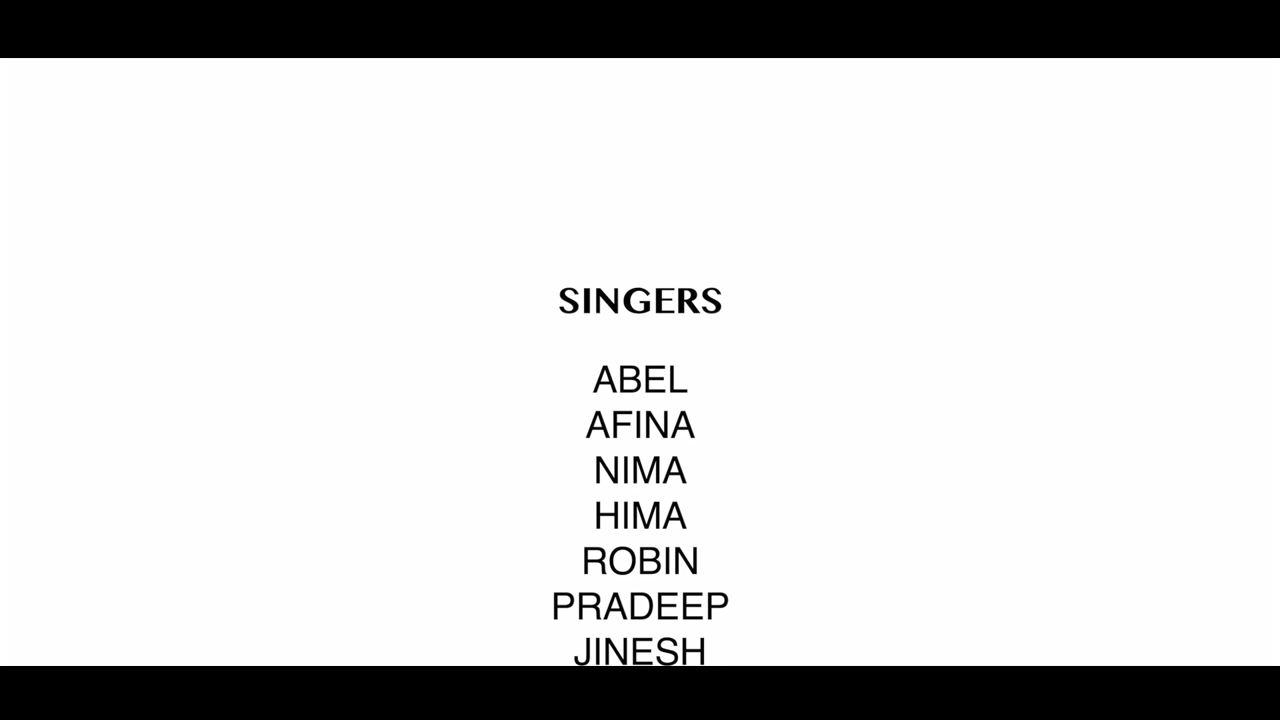 SINGERS
ABEL
AFINA
NIMA
HIMA
ROBIN
PRADEEP
JINESH